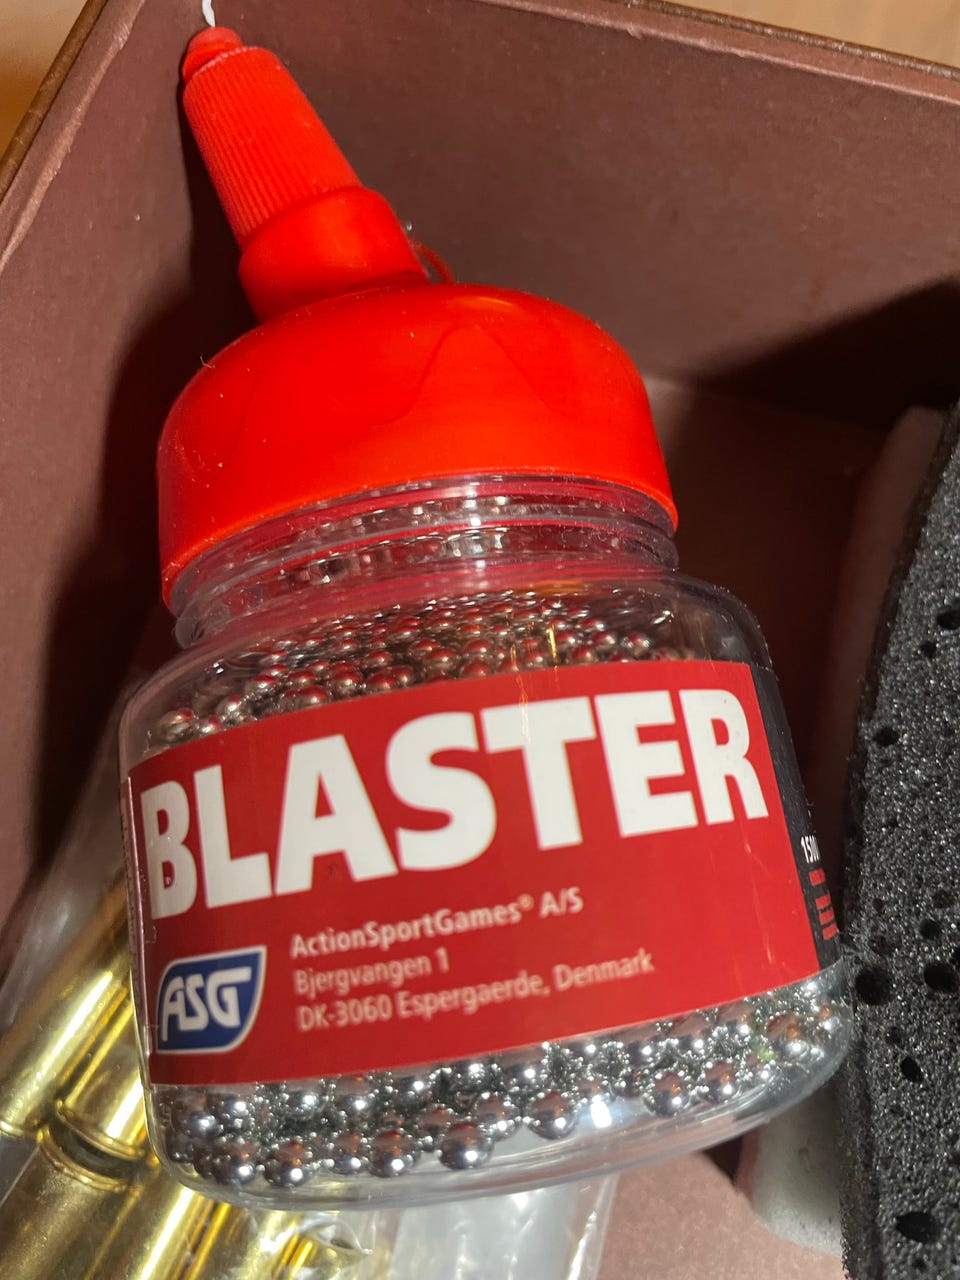 BLASTER
ActionSportGames® A/S
Bjergvangen 1
DK-3060 Espergaerde, Denmark
ASG